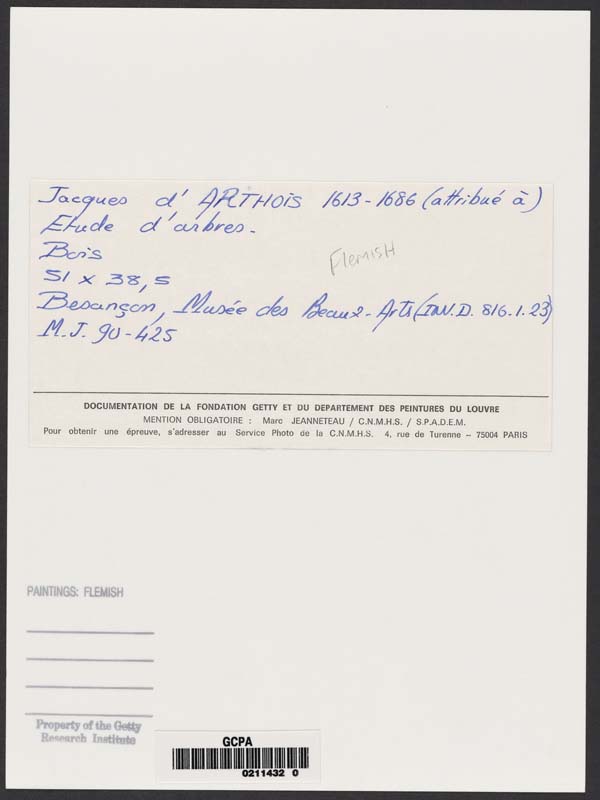 Jacques d'ARTHOIS 1613-1686 (attribué à)
Etude d'arbres.
Bois
Flemish
51 x 38,5
Besançon, Musée des Beaux-Arts (INV.D. 816.1.23)
M.J. 90-425
DOCUMENTATION DE LA FONDATION GETTY ET DU DEPARTEMENT DES PEINTURES DU LOUVRE
MENTION OBLIGATOIRE : Marc JEANNETEAU / C.N.M.H.S. / S.P.A.D.E.M.
Pour obtenir une épreuve, s'adresser au Service Photo de la C.N.M.H.S. 4, rue de Turenne – 75004 PARIS
PAINTINGS: FLEMISH
Property of the Getty
Research Institute
GCPA
0211432 0